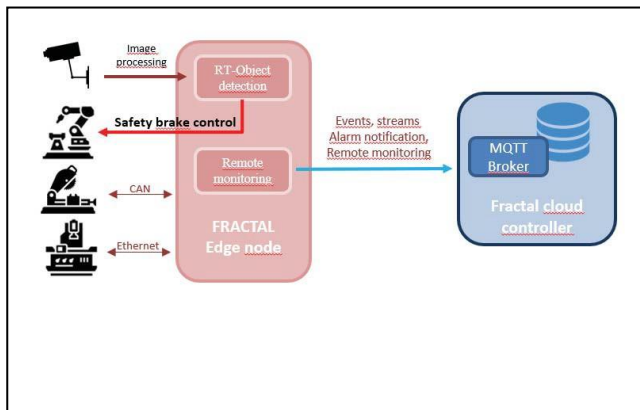 Image
processing
RT-Object
detection
Safety brake control
Events, streams
Alarm notification,
Remote monitoring
MQTT
Broker
Remote
monitoring
CAN
FRACTAL
Edge node
Fractal cloud
controller
Ethernet